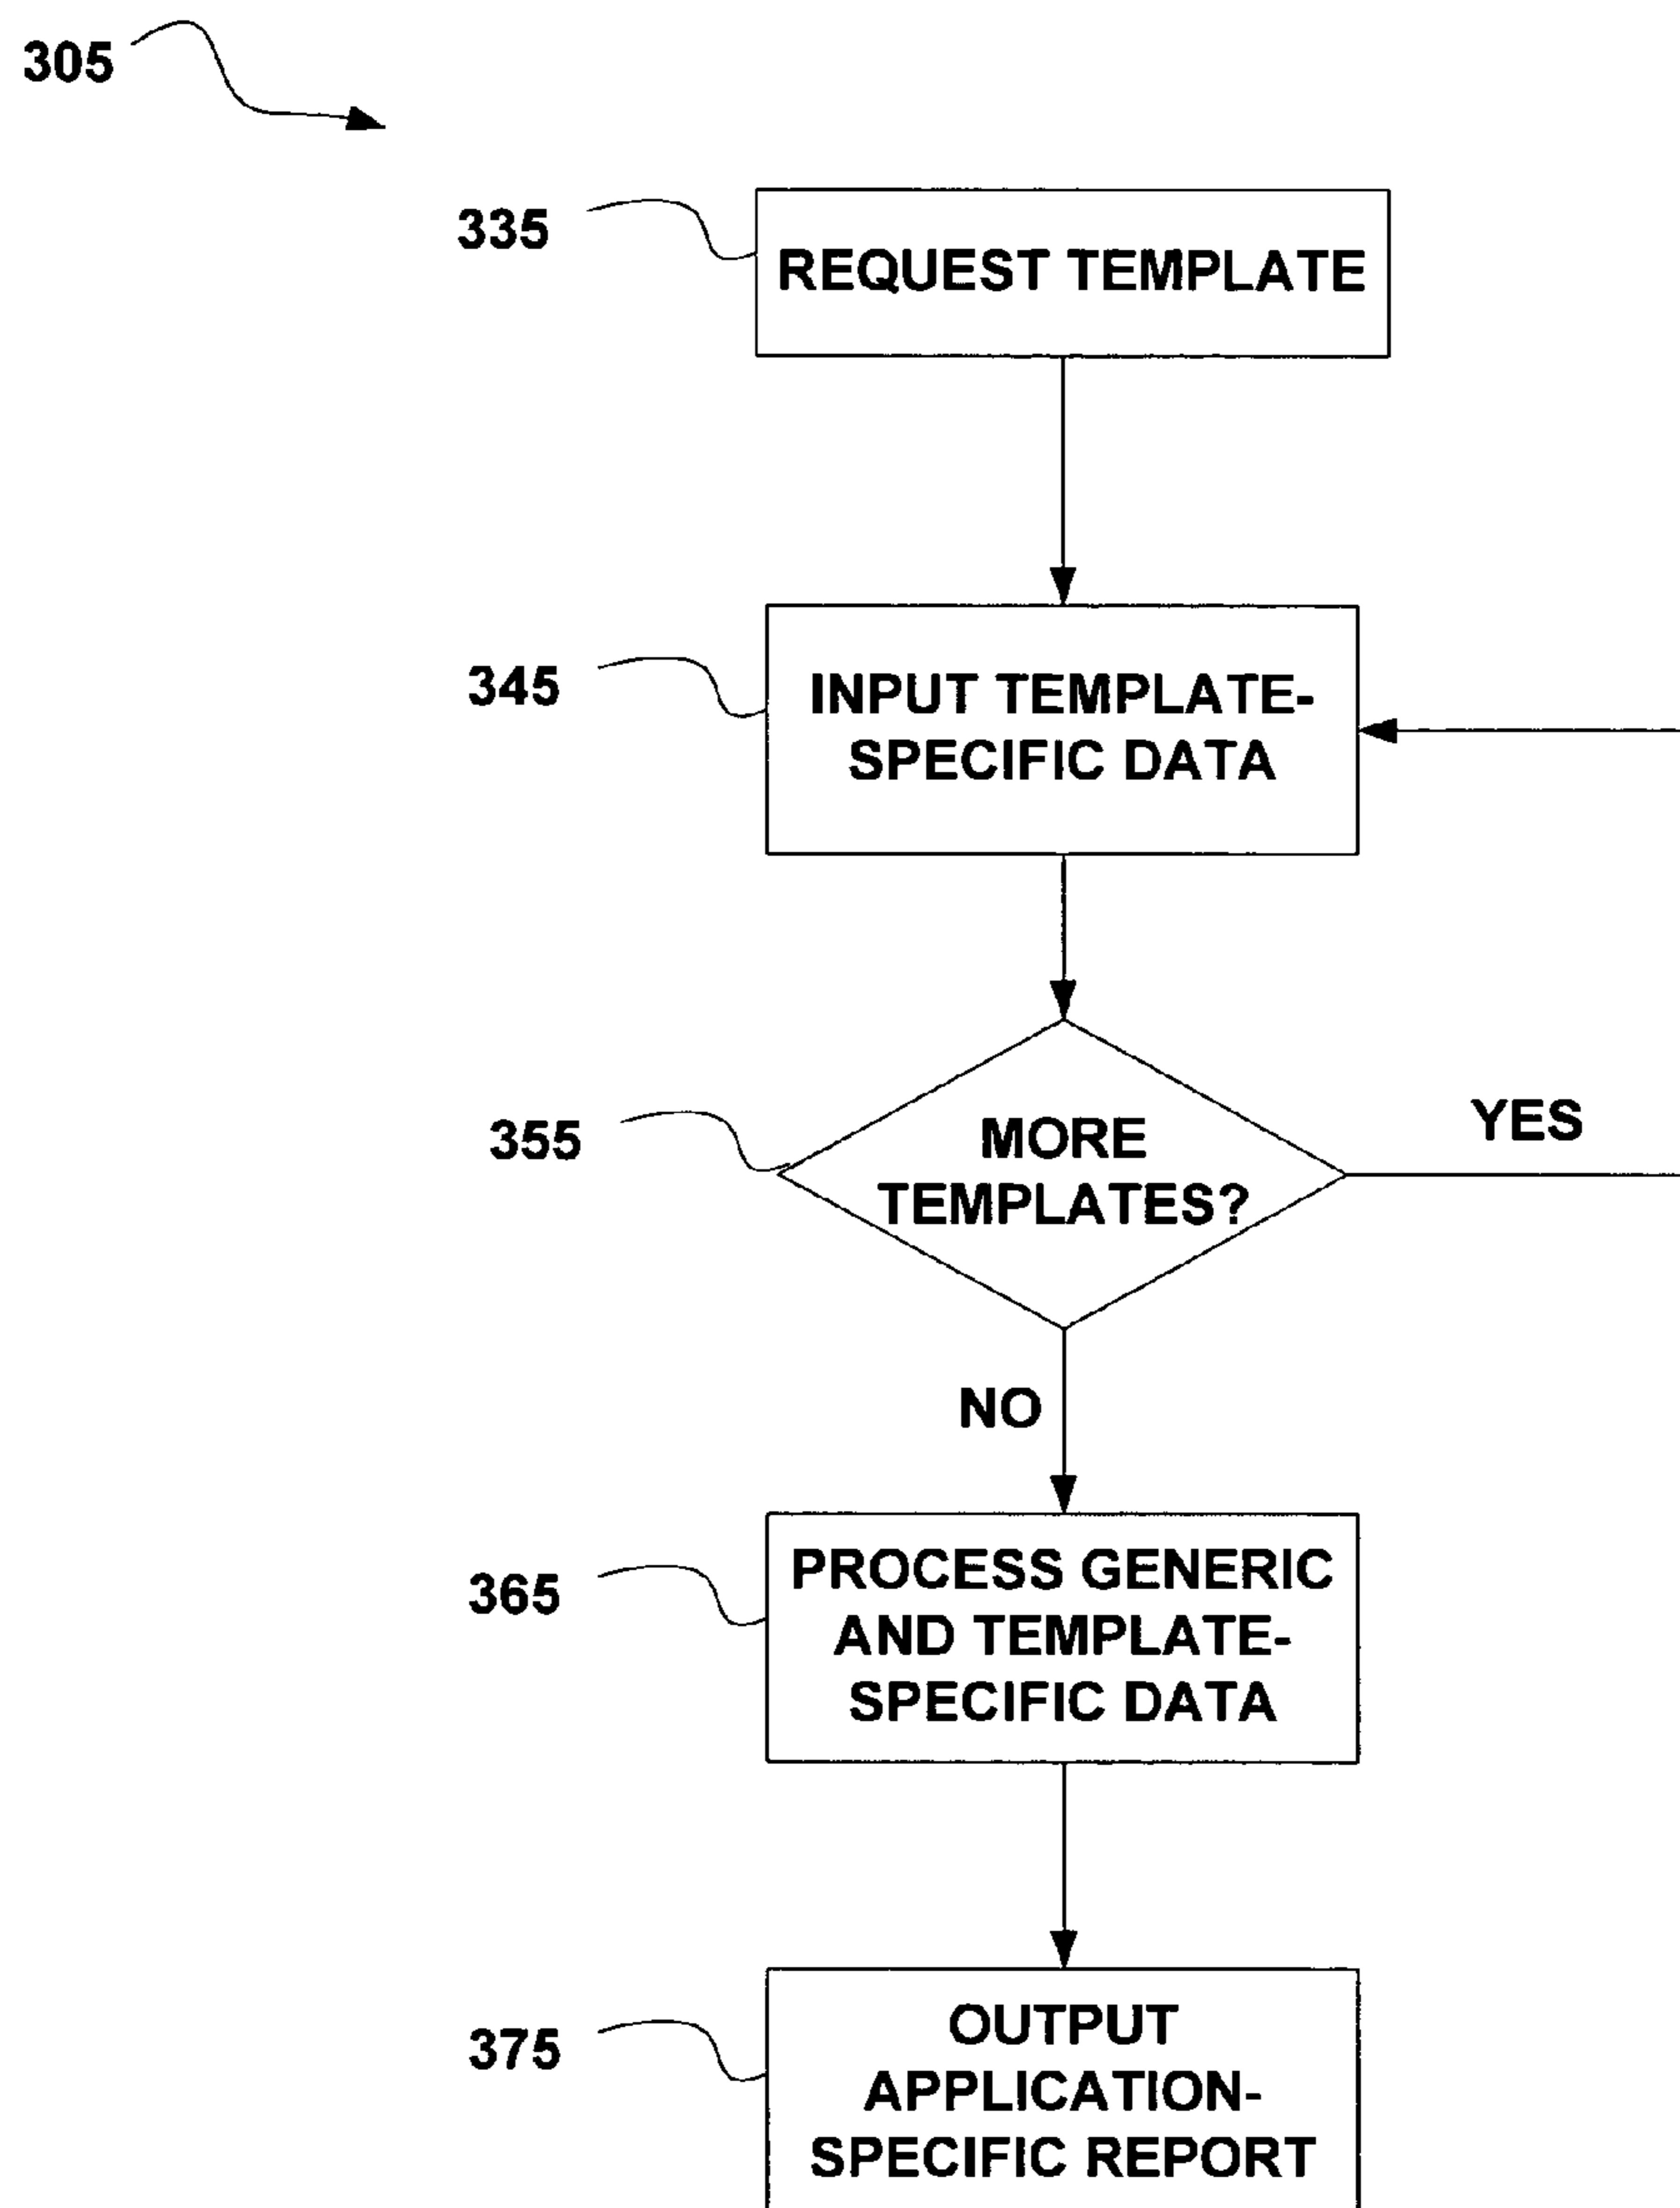 305
335
REQUEST TEMPLATE
345
INPUT TEMPLATE-
SPECIFIC DATA
355
MORE
TEMPLATES?
YES
NO
365
PROCESS GENERIC
AND TEMPLATE-
SPECIFIC DATA
375
OUTPUT
APPLICATION-
SPECIFIC REPORT